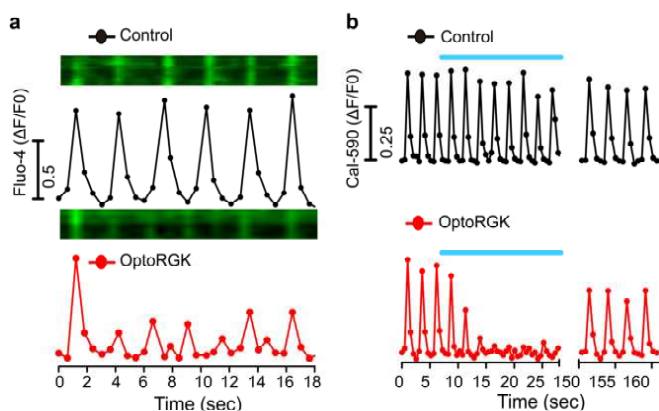 a
Control
Fluo-4 (ΔF/F0)
0.5
OptoRGK
0 2 4 6 8 10 12 14 16 18
Time (sec)
b
Control
Cal-590 (ΔF/F0)
0.25
OptoRGK
0 5 10 15 20 25 150 155 160
Time (sec)